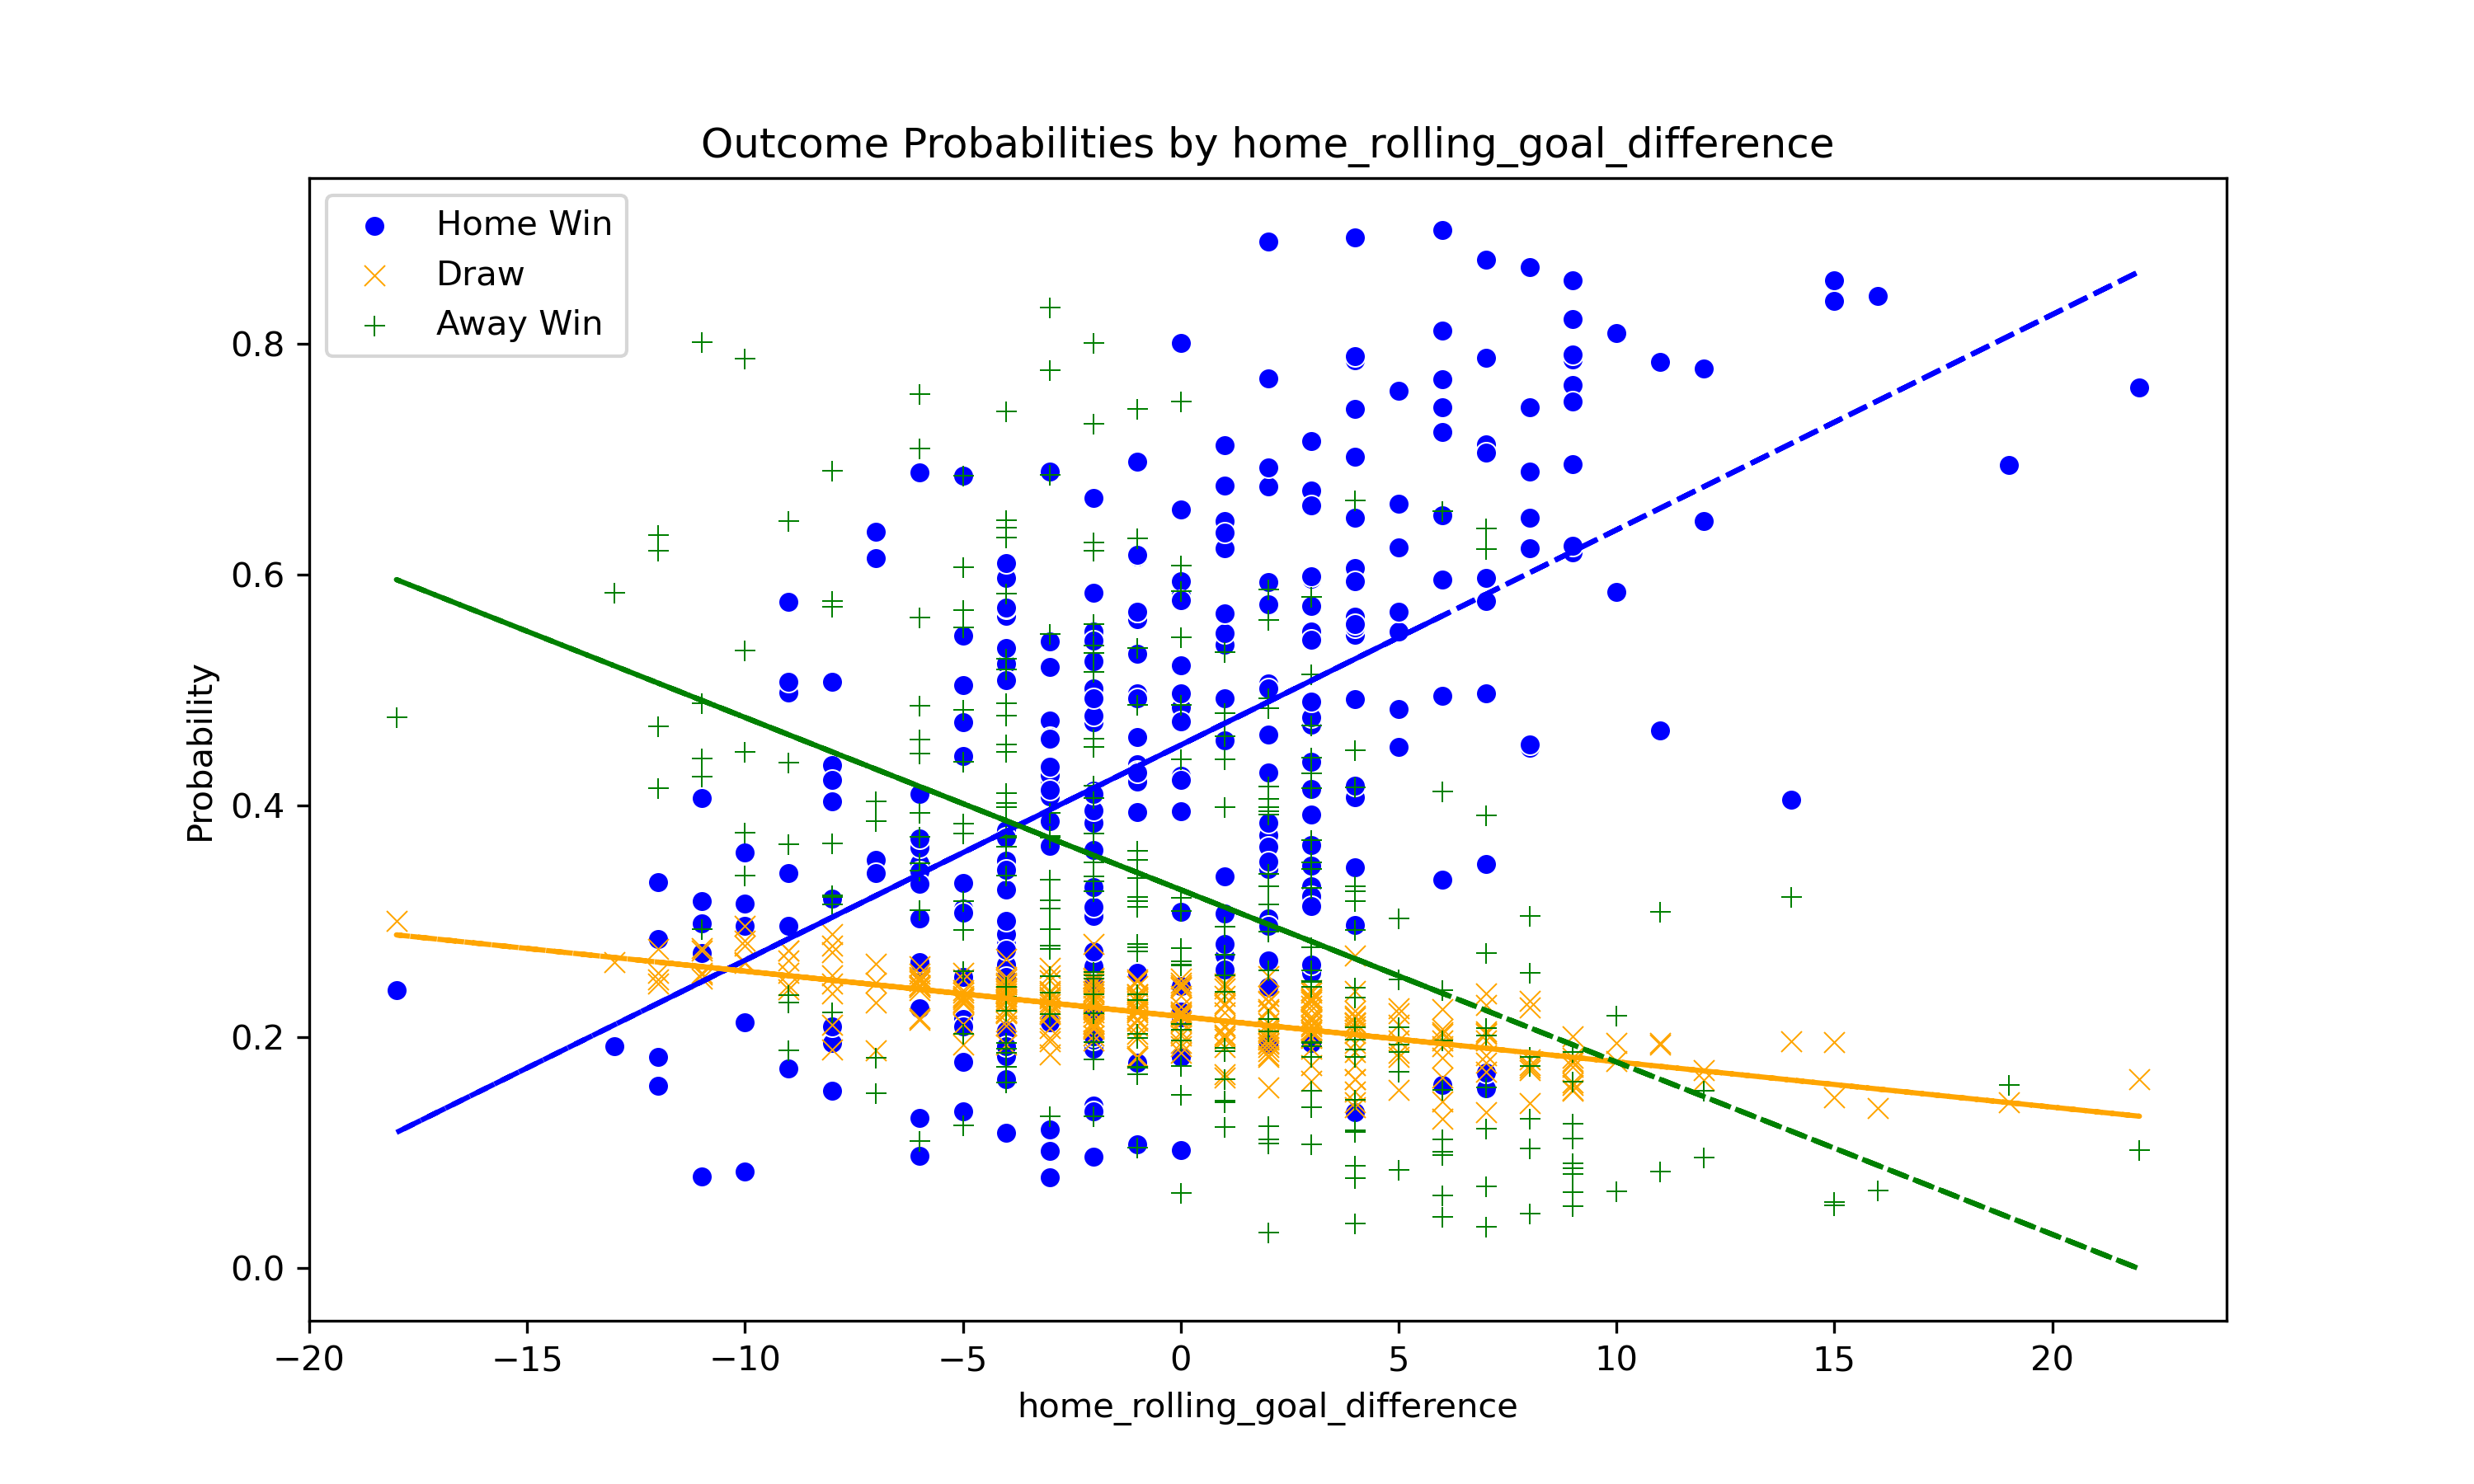 Outcome Probabilities by home_rolling_goal_difference
Home Win
Draw
Away Win
0.8
0.6
0.4
0.2
0.0
Probability
−20 −15 −10 −5 0 5 10 15 20
home_rolling_goal_difference